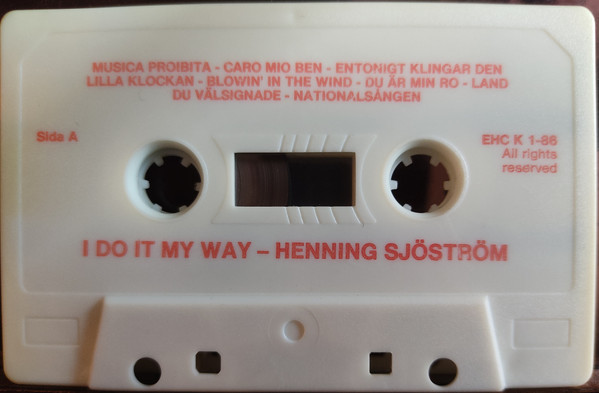 MUSICA PROIBITA - CARO MIO BEN - ENTONIGT KLINGAR DEN
LILLA KLOCKAN - BLOWIN' IN THE WIND - DU ÄR MIN RO - LAND
DU VÄLSIGNADE - NATIONALSÅNGEN
Sida A
EHC K 1-86
All rights
reserved
I DO IT MY WAY – HENNING SJÖSTRÖM